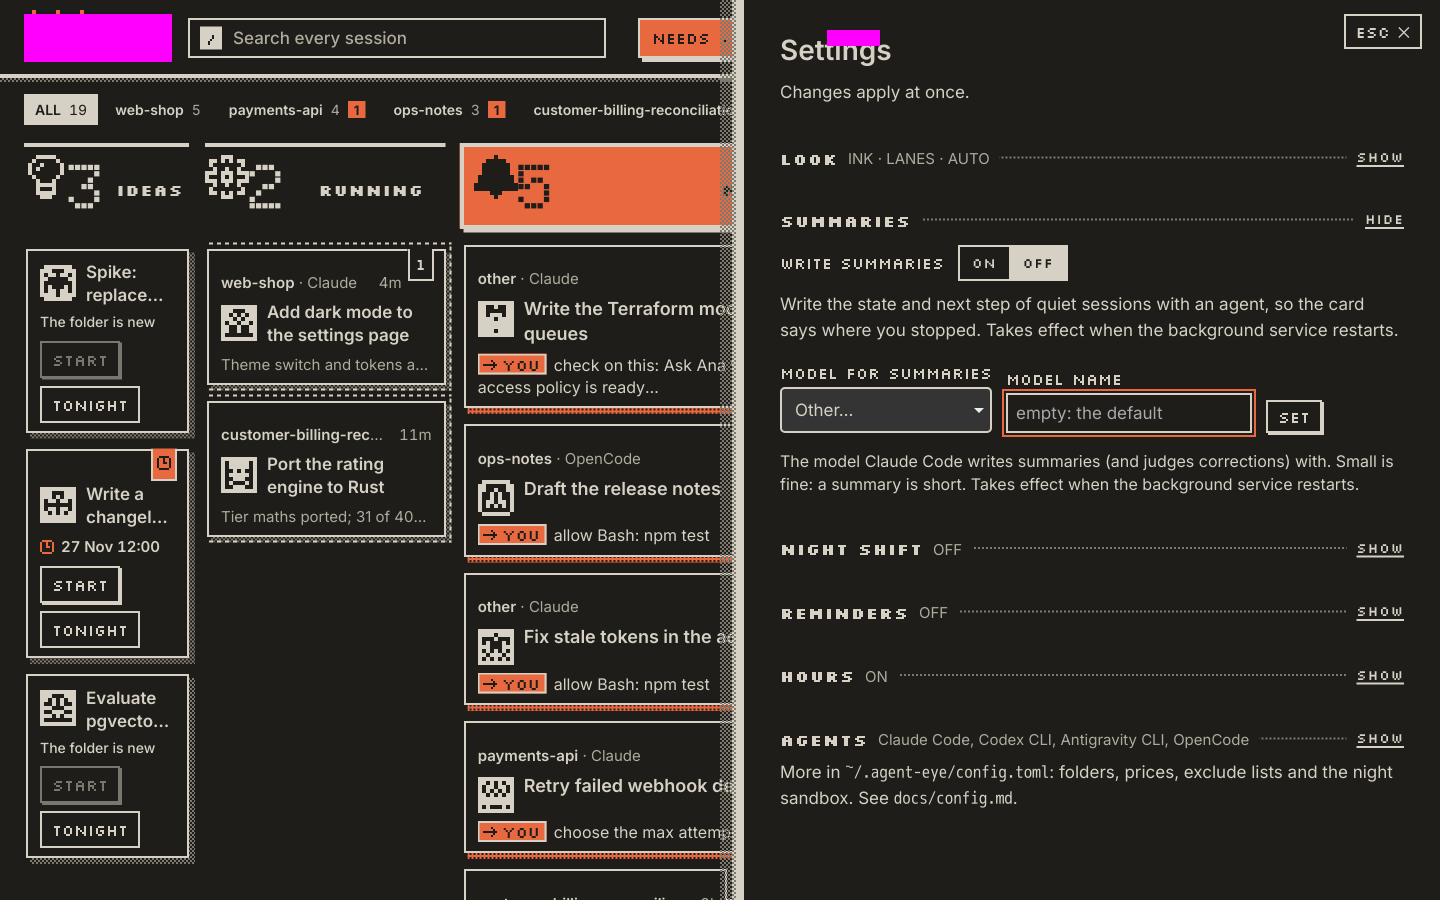 / Search every session
NEEDS
ESC ×
Settings
Changes apply at once.
ALL 19 web-shop 5 payments-api 4 1 ops-notes 3 1 customer-billing-reconciliat
3 IDEAS 2 RUNNING 5
Spike:
replace...
The folder is new
START
TONIGHT
Write a
changel...
27 Nov 12:00
START
TONIGHT
Evaluate
pgvecto...
The folder is new
START
TONIGHT
1
web-shop · Claude 4m
Add dark mode to
the settings page
Theme switch and tokens a...
customer-billing-rec... 11m
Port the rating
engine to Rust
Tier maths ported; 31 of 40...
other · Claude
Write the Terraform mo
queues
→ YOU check on this: Ask Ana
access policy is ready...
ops-notes · OpenCode
Draft the release notes
→ YOU allow Bash: npm test
other · Claude
Fix stale tokens in the a
→ YOU allow Bash: npm test
payments-api · Claude
Retry failed webhook d
→ YOU choose the max attemp
LOOK INK · LANES · AUTO SHOW
SUMMARIES HIDE
WRITE SUMMARIES ON OFF
Write the state and next step of quiet sessions with an agent, so the card
says where you stopped. Takes effect when the background service restarts.
MODEL FOR SUMMARIES MODEL NAME
Other... empty: the default SET
The model Claude Code writes summaries (and judges corrections) with. Small is
fine: a summary is short. Takes effect when the background service restarts.
NIGHT SHIFT OFF SHOW
REMINDERS OFF SHOW
HOURS ON SHOW
AGENTS Claude Code, Codex CLI, Antigravity CLI, OpenCode SHOW
More in ~/.agent-eye/config.toml: folders, prices, exclude lists and the night
sandbox. See docs/config.md.